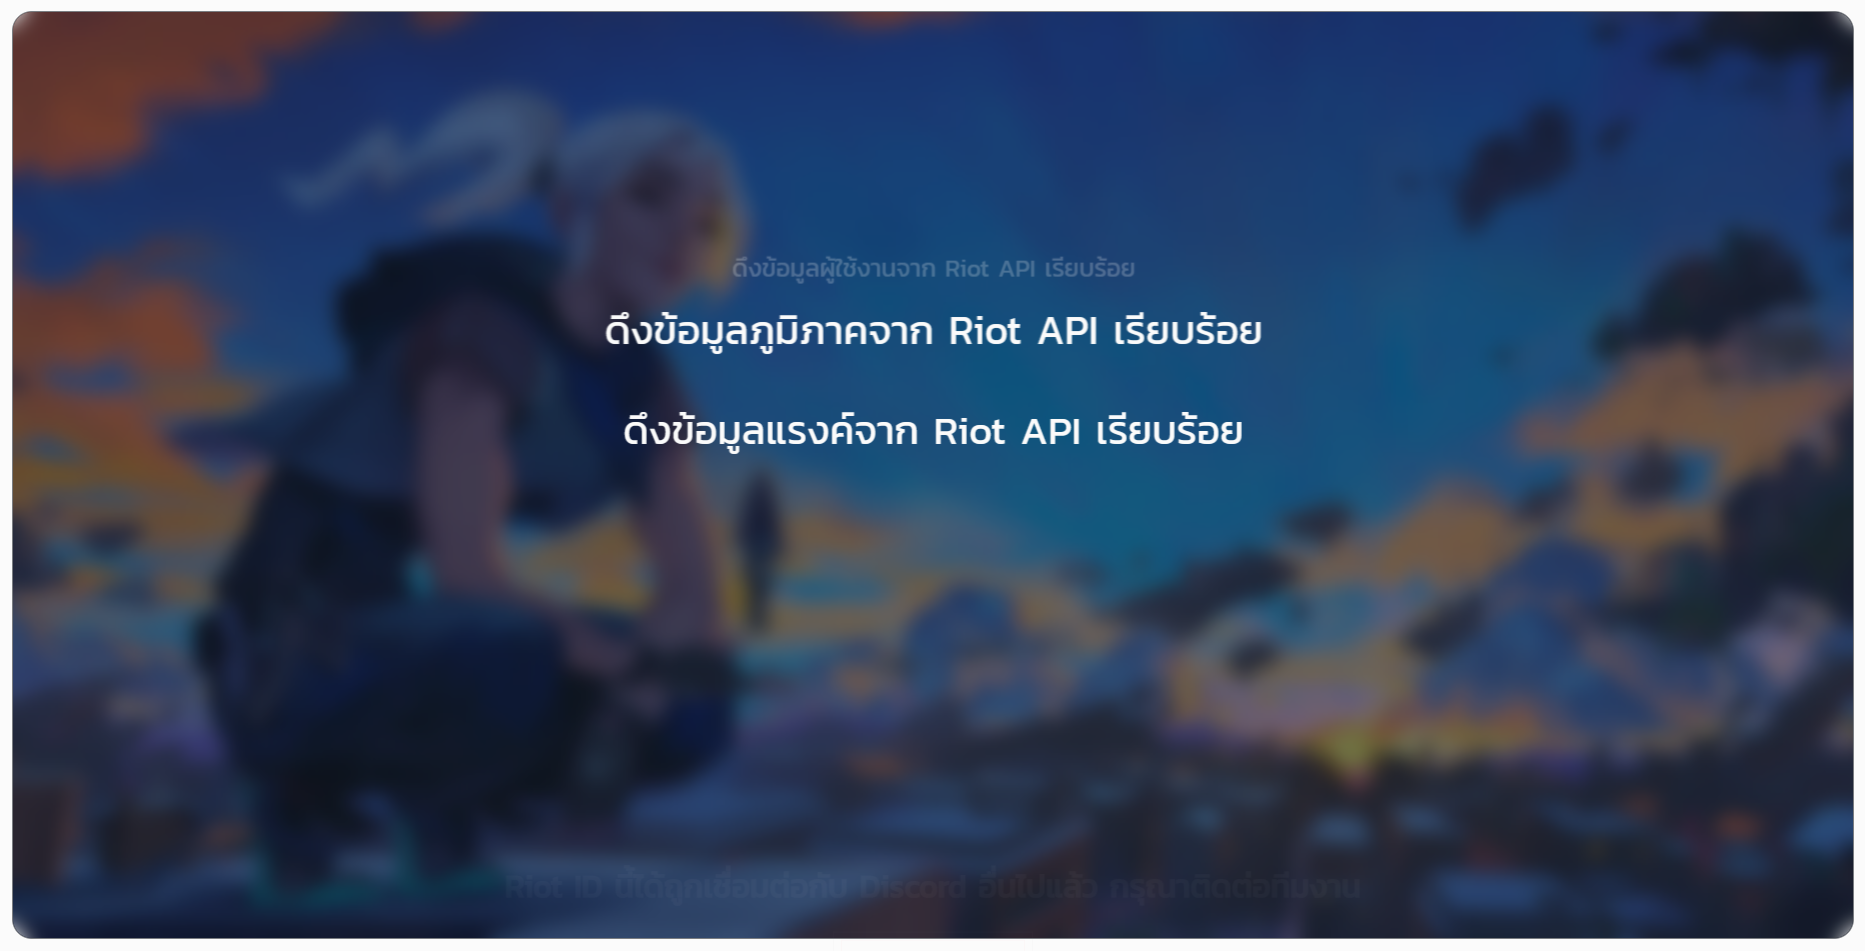 ดึงข้อมูลผู้ใช้งานจาก Riot API เรียบร้อย
ดึงข้อมูลภูมิภาคจาก Riot API เรียบร้อย
ดึงข้อมูลแรงค์จาก Riot API เรียบร้อย
Riot ID นี้ได้ถูกเชื่อมต่อกับ Discord อื่นไปแล้ว กรุณาติดต่อทีมงาน